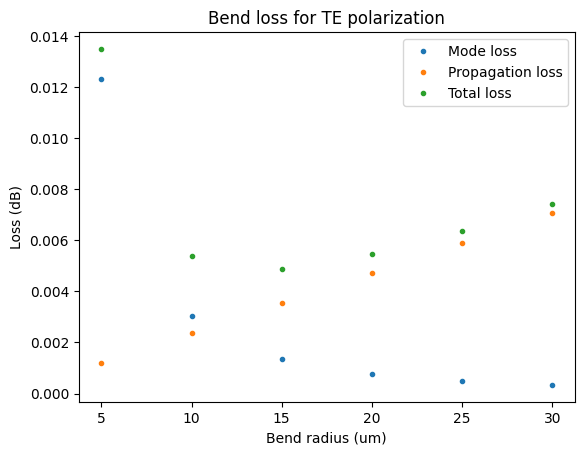 Bend loss for TE polarization
Mode loss
Propagation loss
Total loss
Loss (dB)
0.014
0.012
0.010
0.008
0.006
0.004
0.002
0.000
5 10 15 20 25 30
Bend radius (um)